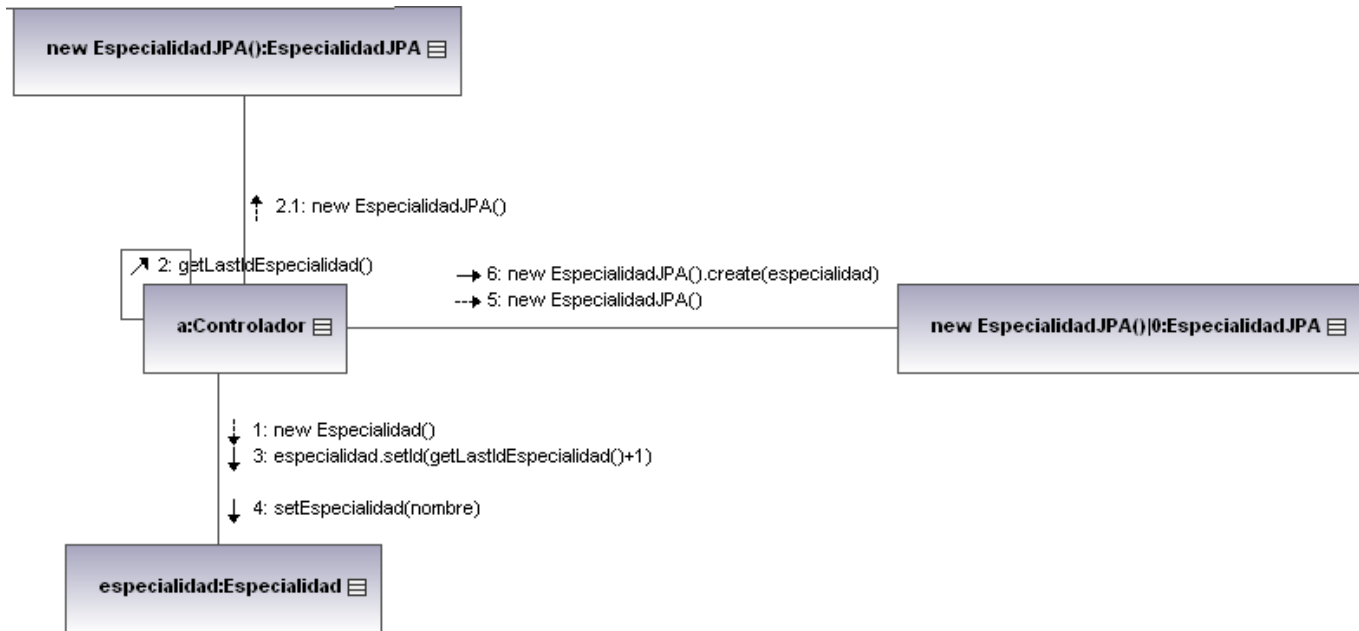 new EspecialidadJPA():EspecialidadJPA
2.1: new EspecialidadJPA()
2: getLastIdEspecialidad()
6: new EspecialidadJPA().create(especialidad)
5: new EspecialidadJPA()
a:Controlador
new EspecialidadJPA()|0:EspecialidadJPA
1: new Especialidad()
3: especialidad.setId(getLastIdEspecialidad()+1)
4: setEspecialidad(nombre)
especialidad:Especialidad